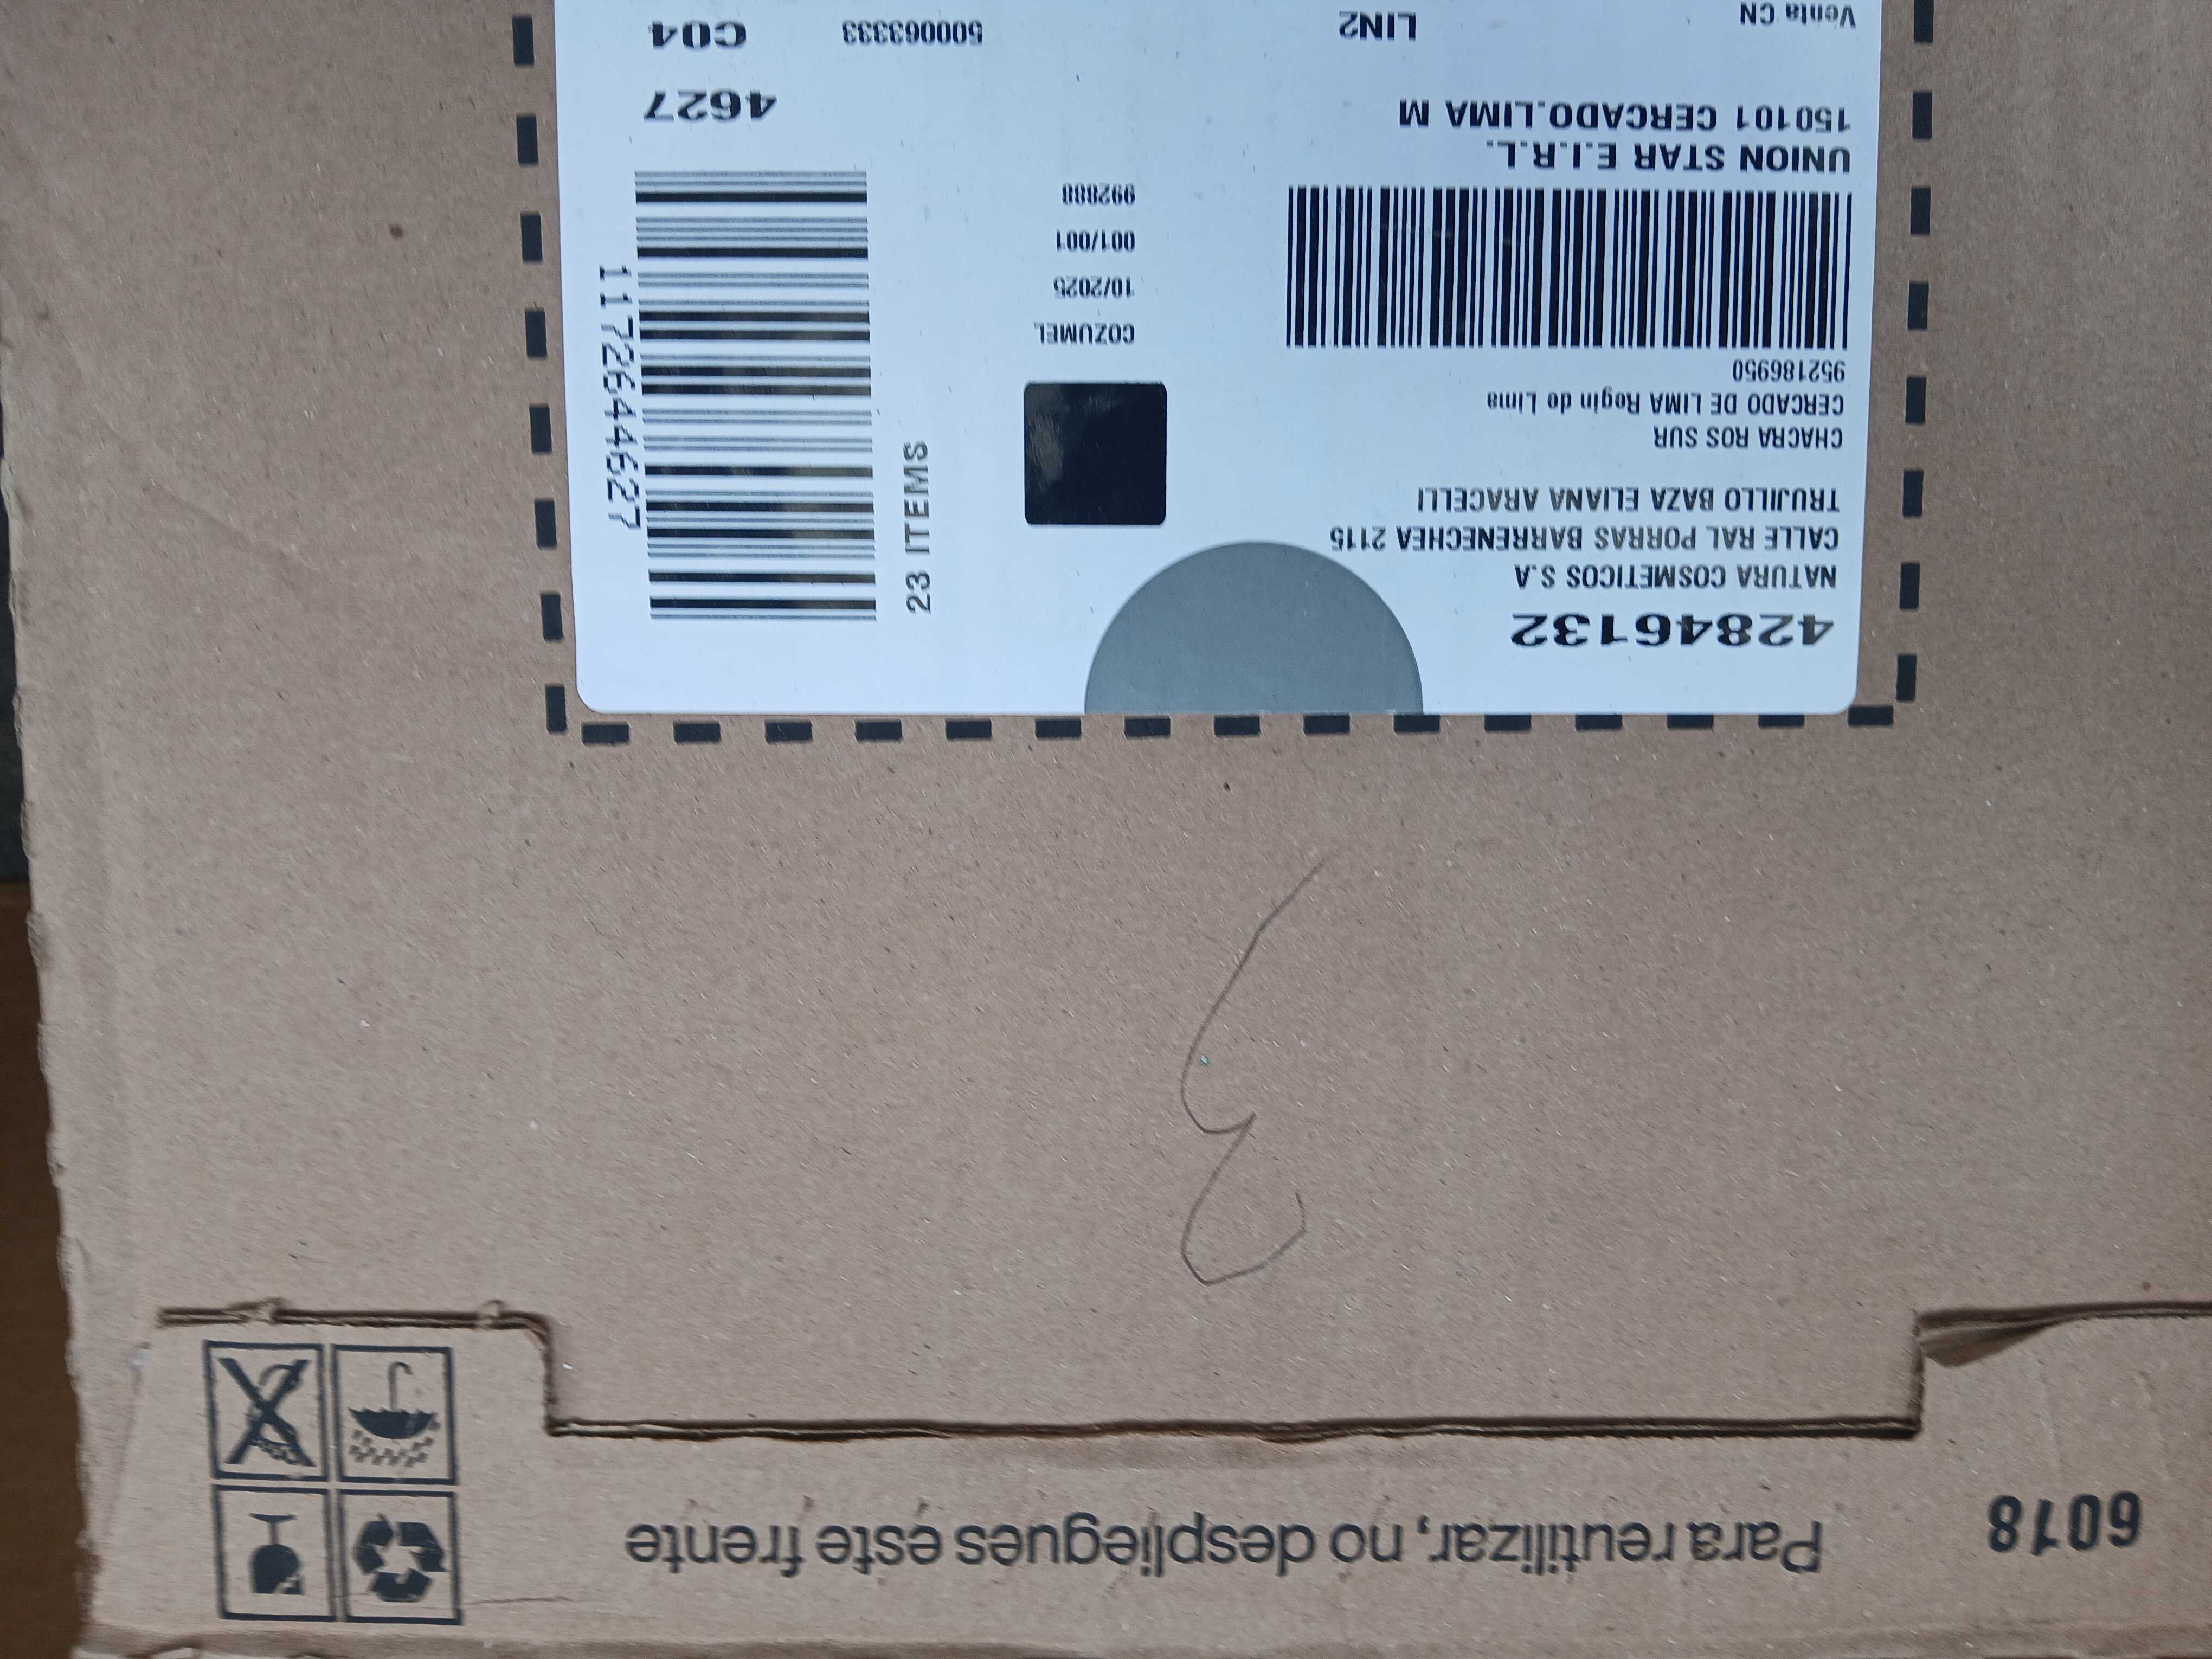 42846132
NATURA COSMETICOS S.A
CALLE RAL PORRAS BARRENECHEA 2115
TRUJILLO BAZA ELIANA ARACELLI
CHACRA ROS SUR
CERCADO DE LIMA Regin de Lima
952186950
UNION STAR E.I.R.L.
150101 CERCADO.LIMA M
Venta CN
LIN2
COZUMEL
10/2025
001/001
992888
500063333
23 ITEMS
1172644627
4627
C04
6018
Para reutilizar, no despliegues este frente